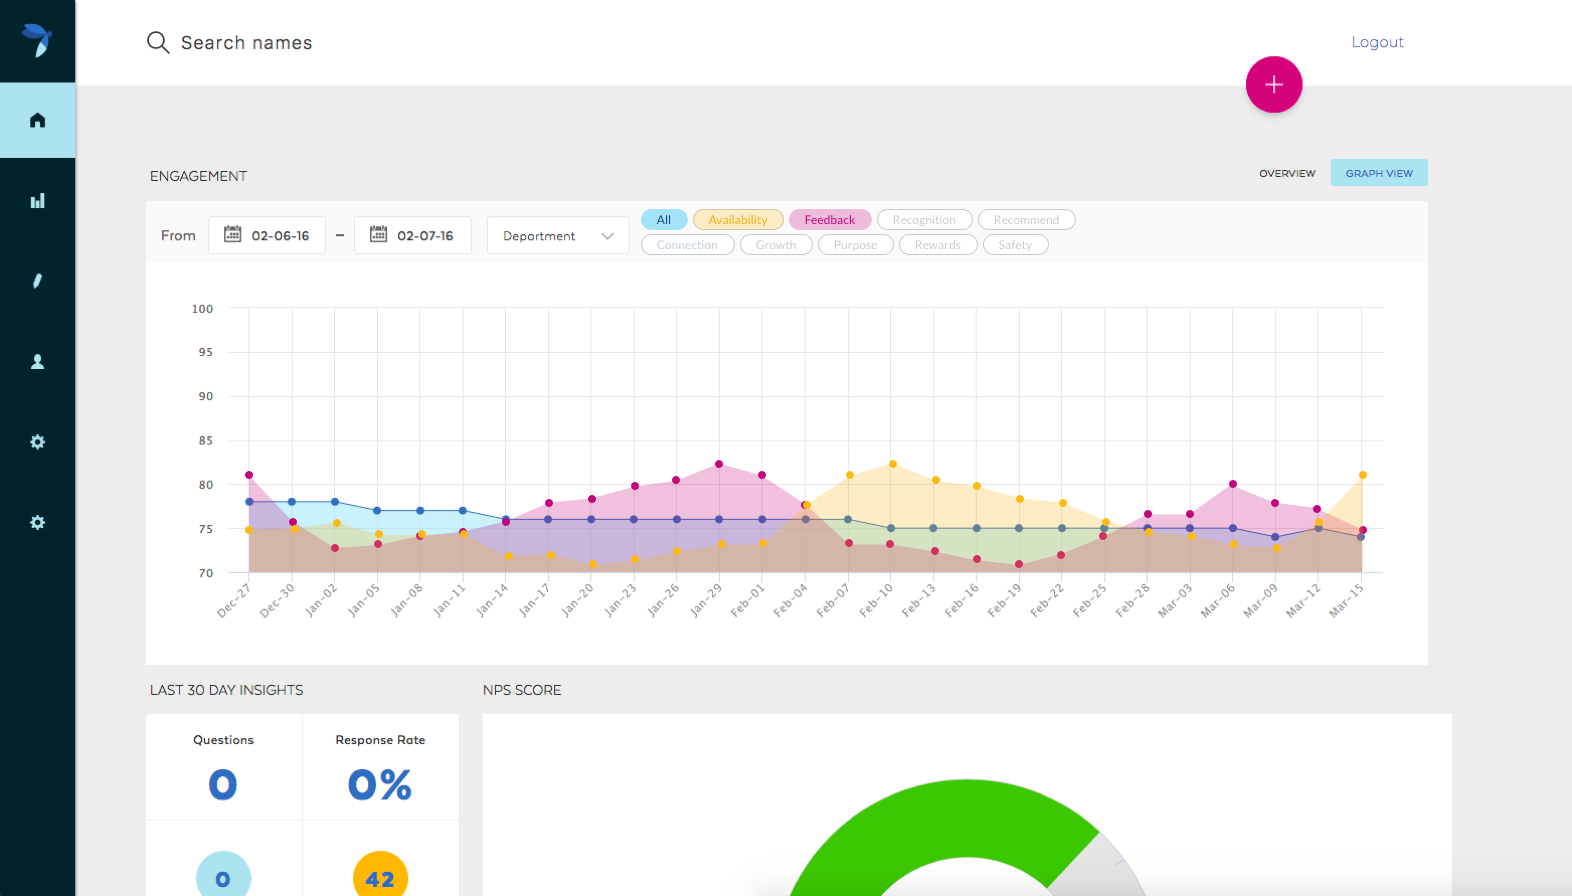 Search names
Logout
+
ENGAGEMENT
OVERVIEW GRAPH VIEW
From 02-06-16 – 02-07-16 Department
All Availability Feedback Recognition Recommend
Connection Growth Purpose Rewards Safety
100
95
90
85
80
75
70
Dec-27 Dec-30 Jan-02 Jan-05 Jan-08 Jan-11 Jan-14 Jan-17 Jan-20 Jan-23 Jan-26 Jan-29 Feb-01 Feb-04 Feb-07 Feb-10 Feb-13 Feb-16 Feb-19 Feb-22 Feb-25 Feb-28 Mar-03 Mar-06 Mar-09 Mar-12 Mar-15
LAST 30 DAY INSIGHTS
Questions Response Rate
0 0%
0 42
NPS SCORE